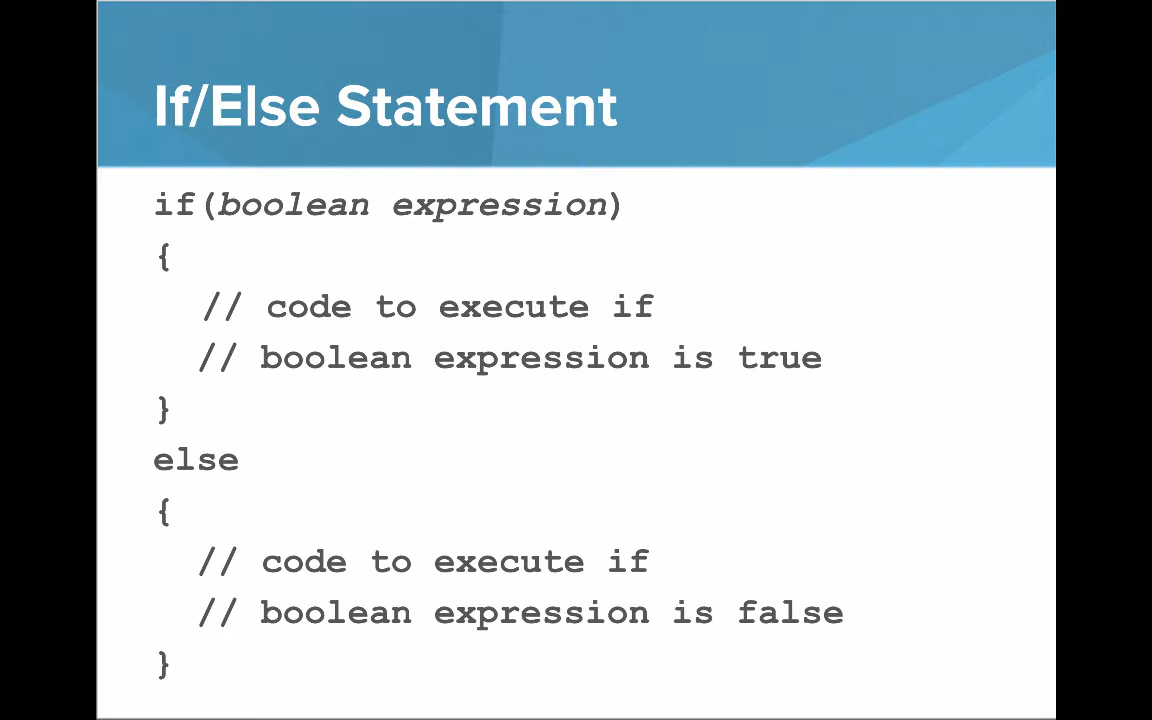 If/Else Statement
if(boolean expression)
{
// code to execute if
// boolean expression is true
}
else
{
// code to execute if
// boolean expression is false
}